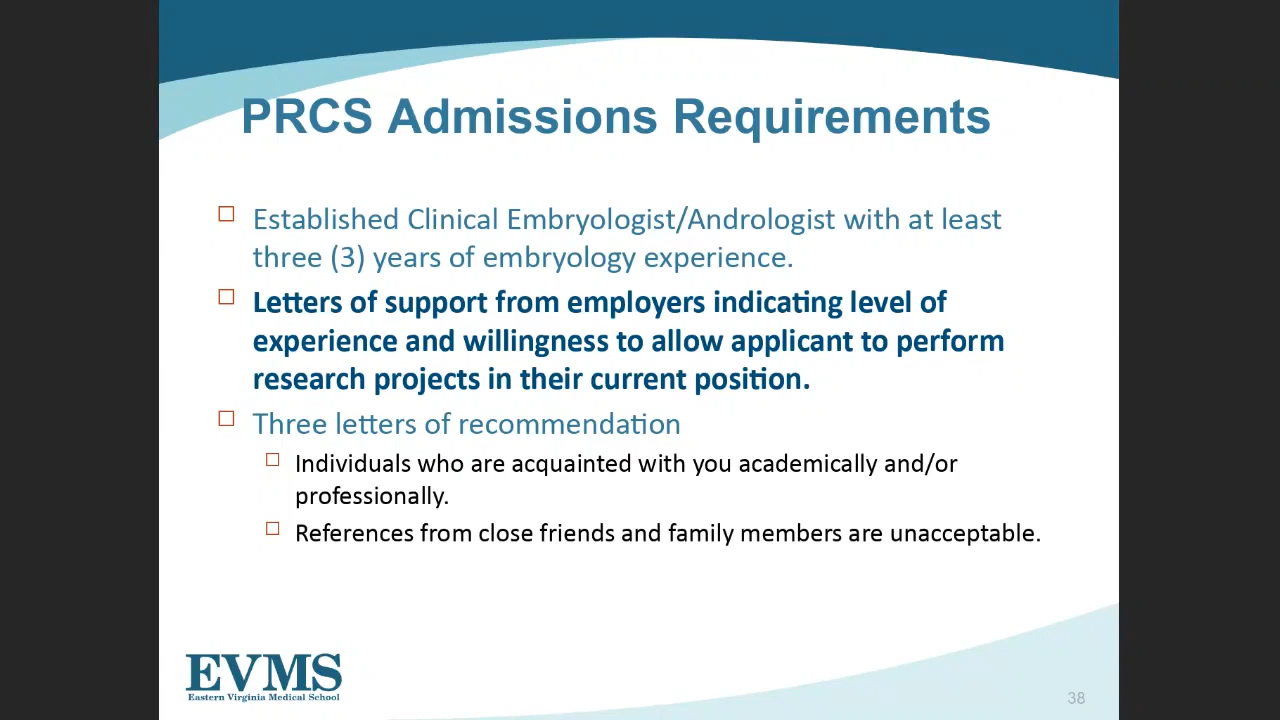 PRCS Admissions Requirements
Established Clinical Embryologist/Andrologist with at least
three (3) years of embryology experience.
Letters of support from employers indicating level of
experience and willingness to allow applicant to perform
research projects in their current position.
Three letters of recommendation
Individuals who are acquainted with you academically and/or
professionally.
References from close friends and family members are unacceptable.
EVMS
Eastern Virginia Medical School
38